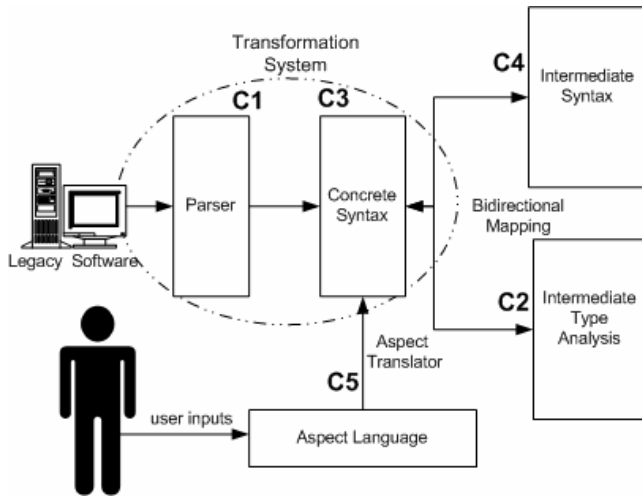 Transformation
System
C1
C3
C4
Intermediate
Syntax
Parser
Concrete
Syntax
Bidirectional
Mapping
Legacy Software
C2
Intermediate
Type
Analysis
Aspect
Translator
C5
user inputs
Aspect Language